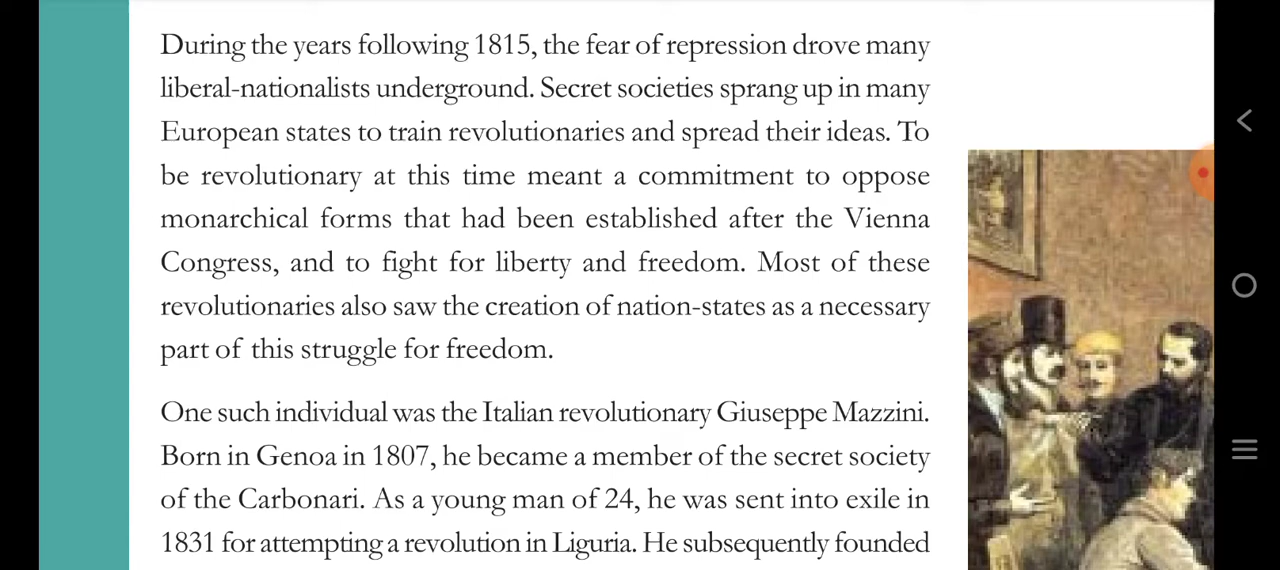 During the years following 1815, the fear of repression drove many
liberal-nationalists underground. Secret societies sprang up in many
European states to train revolutionaries and spread their ideas. To
be revolutionary at this time meant a commitment to oppose
monarchical forms that had been established after the Vienna
Congress, and to fight for liberty and freedom. Most of these
revolutionaries also saw the creation of nation-states as a necessary
part of this struggle for freedom.
One such individual was the Italian revolutionary Giuseppe Mazzini.
Born in Genoa in 1807, he became a member of the secret society
of the Carbonari. As a young man of 24, he was sent into exile in
1831 for attempting a revolution in Liguria. He subsequently founded